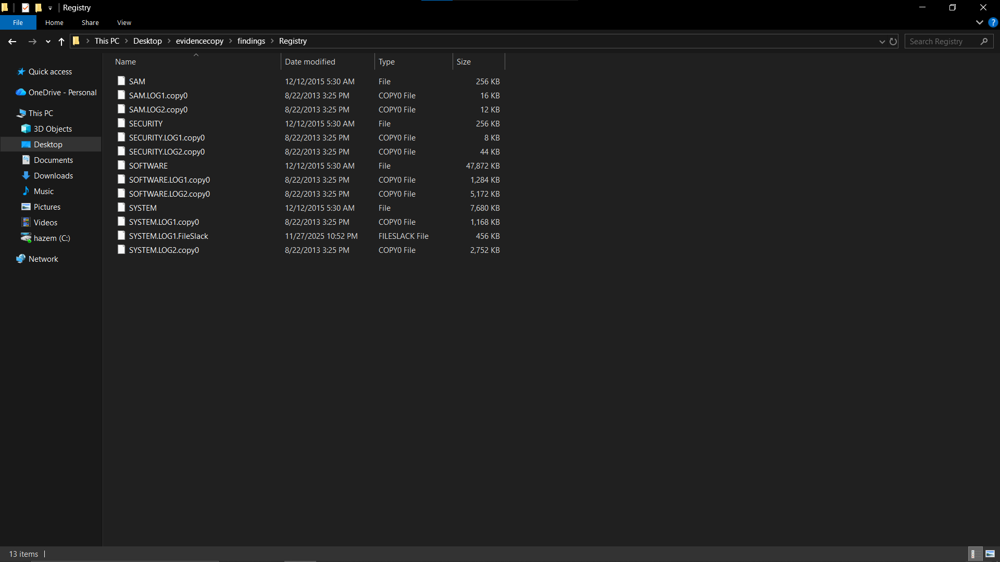 Registry
File Home Share View
This PC Desktop evidencecopy findings Registry
Search Registry
Name Date modified Type Size
Quick access
OneDrive - Personal
This PC
3D Objects
Desktop
Documents
Downloads
Music
Pictures
Videos
hazem (C:)
Network
SAM 12/12/2015 5:30 AM File 256 KB
SAM.LOG1.copy0 8/22/2013 3:25 PM COPY0 File 16 KB
SAM.LOG2.copy0 8/22/2013 3:25 PM COPY0 File 12 KB
SECURITY 12/12/2015 5:30 AM File 256 KB
SECURITY.LOG1.copy0 8/22/2013 3:25 PM COPY0 File 8 KB
SECURITY.LOG2.copy0 8/22/2013 3:25 PM COPY0 File 44 KB
SOFTWARE 12/12/2015 5:30 AM File 47,872 KB
SOFTWARE.LOG1.copy0 8/22/2013 3:25 PM COPY0 File 1,284 KB
SOFTWARE.LOG2.copy0 8/22/2013 3:25 PM COPY0 File 5,172 KB
SYSTEM 12/12/2015 5:30 AM File 7,680 KB
SYSTEM.LOG1.copy0 8/22/2013 3:25 PM COPY0 File 1,168 KB
SYSTEM.LOG1.FileSlack 11/27/2025 10:52 PM FILESLACK File 456 KB
SYSTEM.LOG2.copy0 8/22/2013 3:25 PM COPY0 File 2,752 KB
13 items